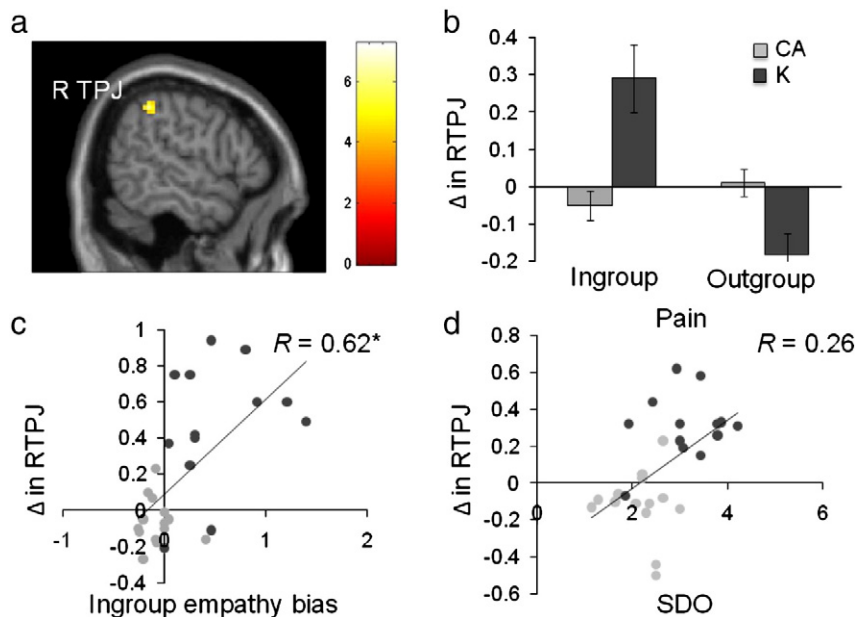 a
R TPJ
6
4
2
0
b
Δ in RTPJ
0.4
0.3
0.2
0.1
0
-0.1
-0.2
CA
K
Ingroup
Outgroup
Pain
c
Δ in RTPJ
1
0.8
0.6
0.4
0.2
0
-0.2
-0.4
-1
0
1
2
R = 0.62*
Ingroup empathy bias
d
Δ in RTPJ
0.8
0.6
0.4
0.2
0
-0.2
-0.4
-0.6
0
2
4
6
R = 0.26
SDO